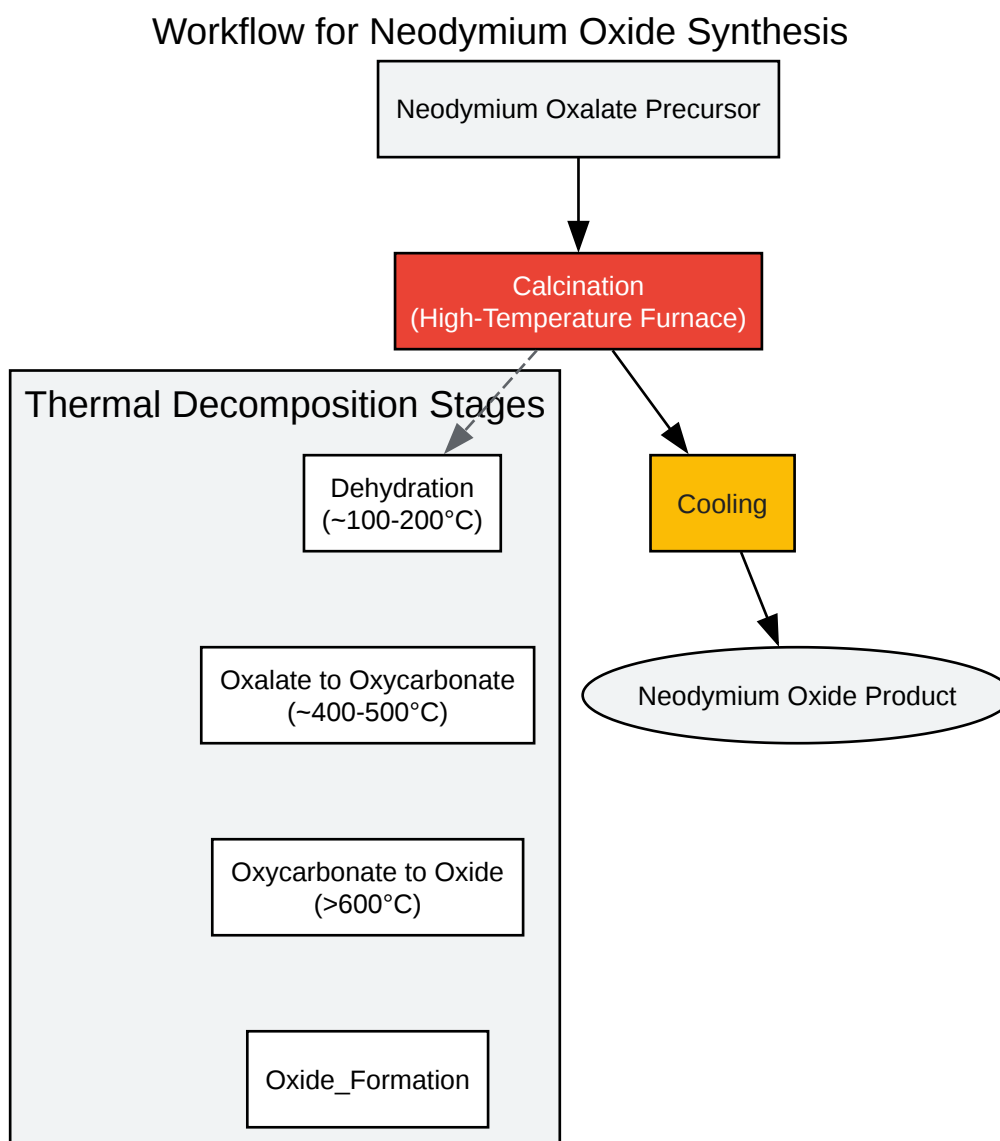 Workflow for Neodymium Oxide Synthesis
Neodymium Oxalate Precursor
Calcination
(High-Temperature Furnace)
Thermal Decomposition Stages
Dehydration
(~100-200°C)
Cooling
Oxalate to Oxycarbonate
(~400-500°C)
Neodymium Oxide Product
Oxycarbonate to Oxide
(>600°C)
Oxide_Formation